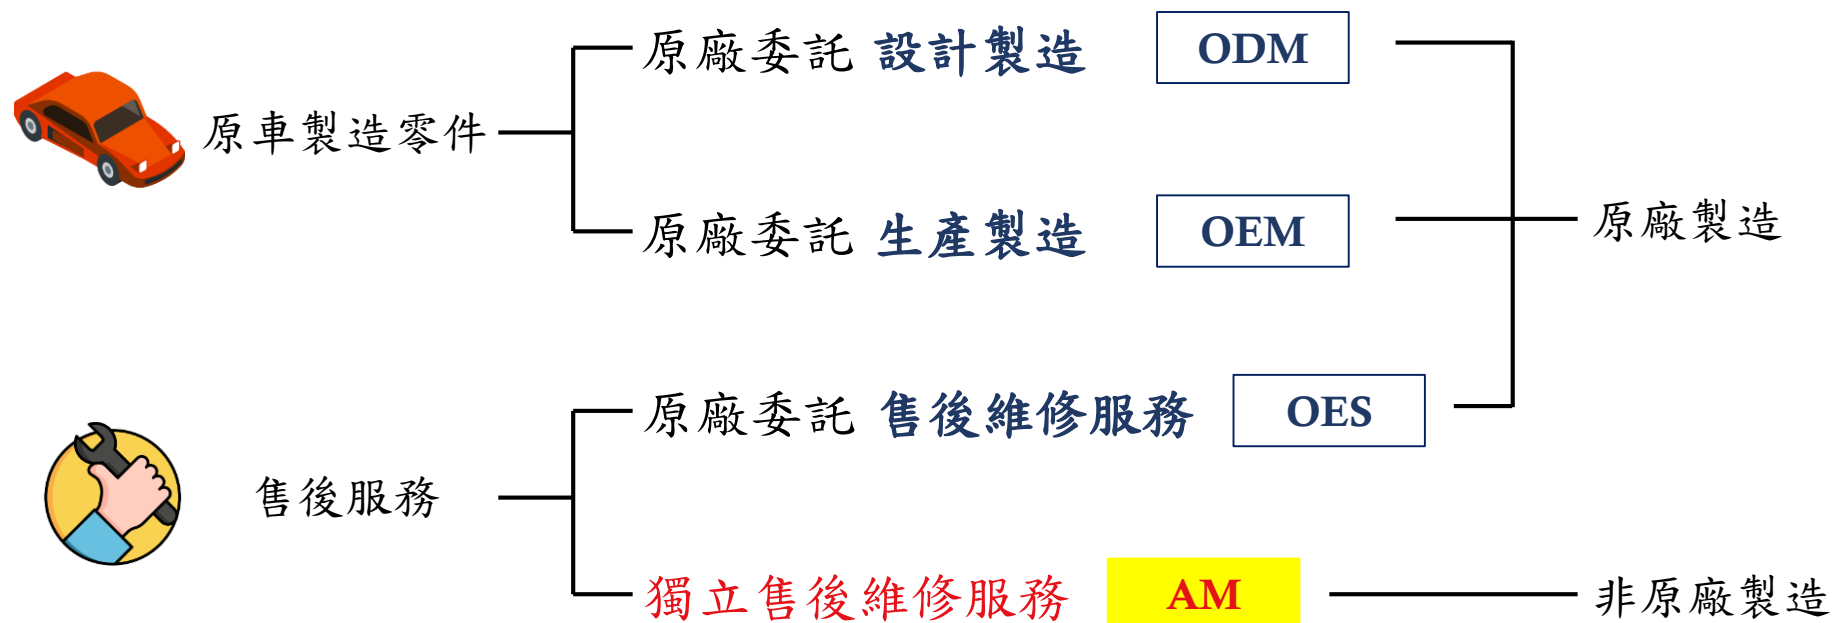 原廠委託 設計製造 ODM
原車製造零件
原廠委託 生產製造 OEM
原廠製造
原廠委託 售後維修服務 OES
售後服務
獨立售後維修服務 AM
非原廠製造